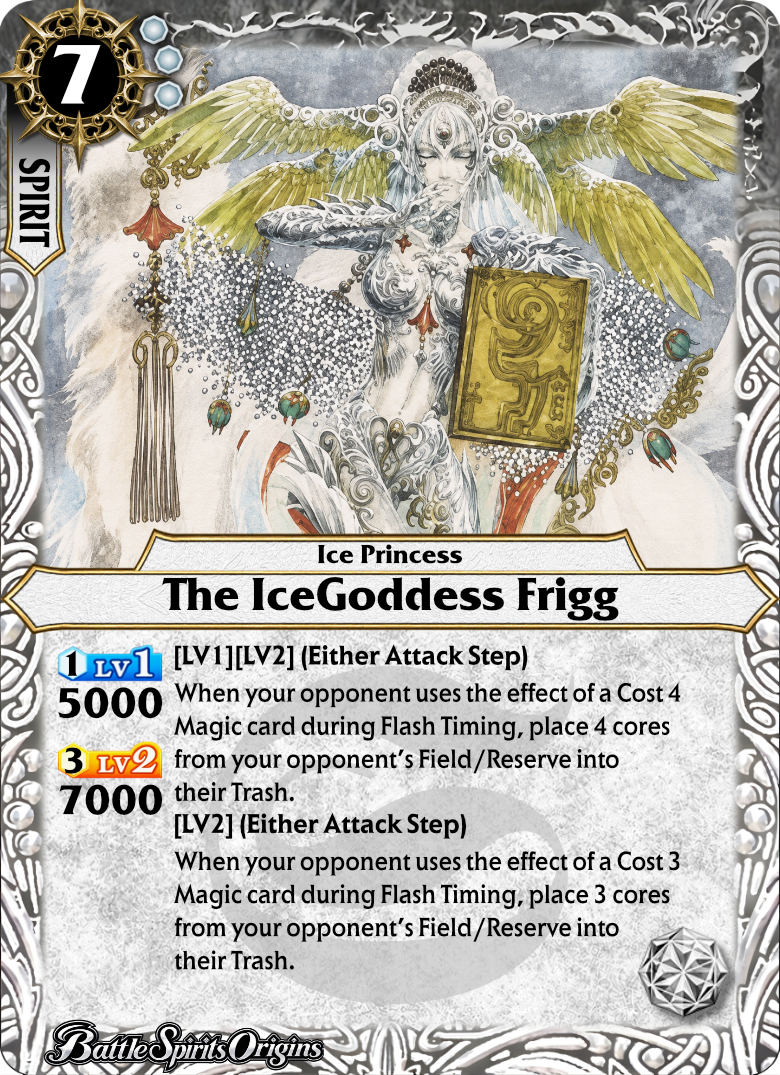 7
SPIRIT
Ice Princess
The IceGoddess Frigg
1 LV1
5000
3 LV2
7000
[LV1][LV2] (Either Attack Step)
When your opponent uses the effect of a Cost 4
Magic card during Flash Timing, place 4 cores
from your opponent's Field/Reserve into
their Trash.
[LV2] (Either Attack Step)
When your opponent uses the effect of a Cost 3
Magic card during Flash Timing, place 3 cores
from your opponent's Field/Reserve into
their Trash.
Battle Spirits Origins